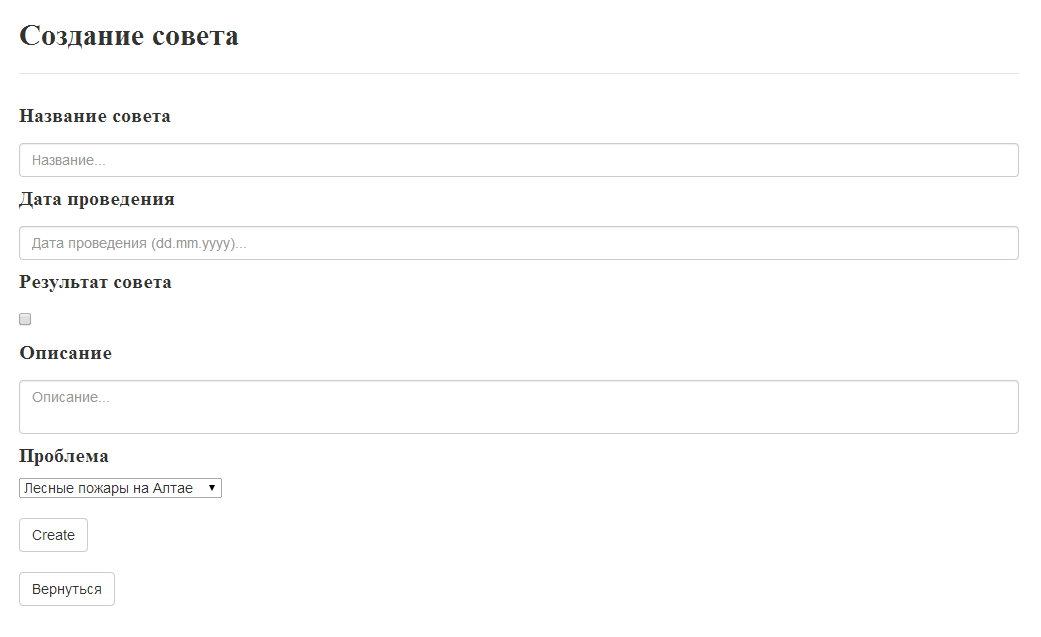 Создание совета
Название совета
Название...
Дата проведения
Дата проведения (dd.mm.yyyy)...
Результат совета
Описание
Описание...
Проблема
Лесные пожары на Алтае
Create
Вернуться